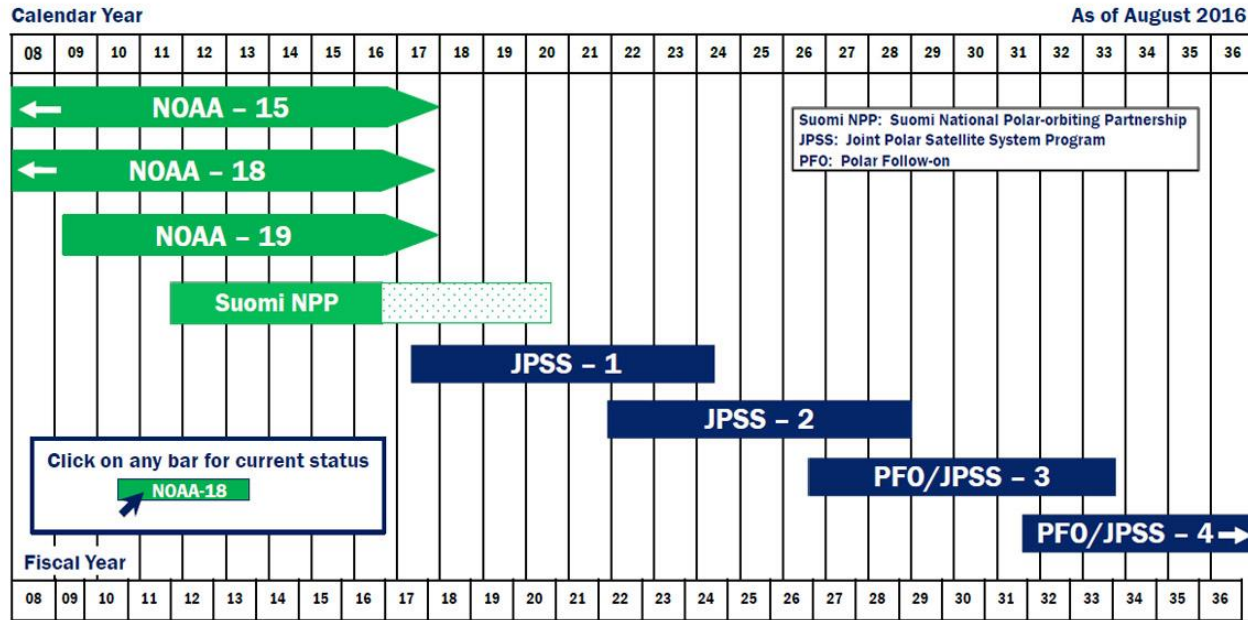 Calendar Year As of August 2016
08 09 10 11 12 13 14 15 16 17 18 19 20 21 22 23 24 25 26 27 28 29 30 31 32 33 34 35 36
NOAA – 15
Suomi NPP: Suomi National Polar-orbiting Partnership
JPSS: Joint Polar Satellite System Program
PFO: Polar Follow-on
NOAA – 18
NOAA – 19
Suomi NPP
JPSS – 1
JPSS – 2
Click on any bar for current status
NOAA-18
PFO/JPSS – 3
PFO/JPSS – 4
Fiscal Year
08 09 10 11 12 13 14 15 16 17 18 19 20 21 22 23 24 25 26 27 28 29 30 31 32 33 34 35 36